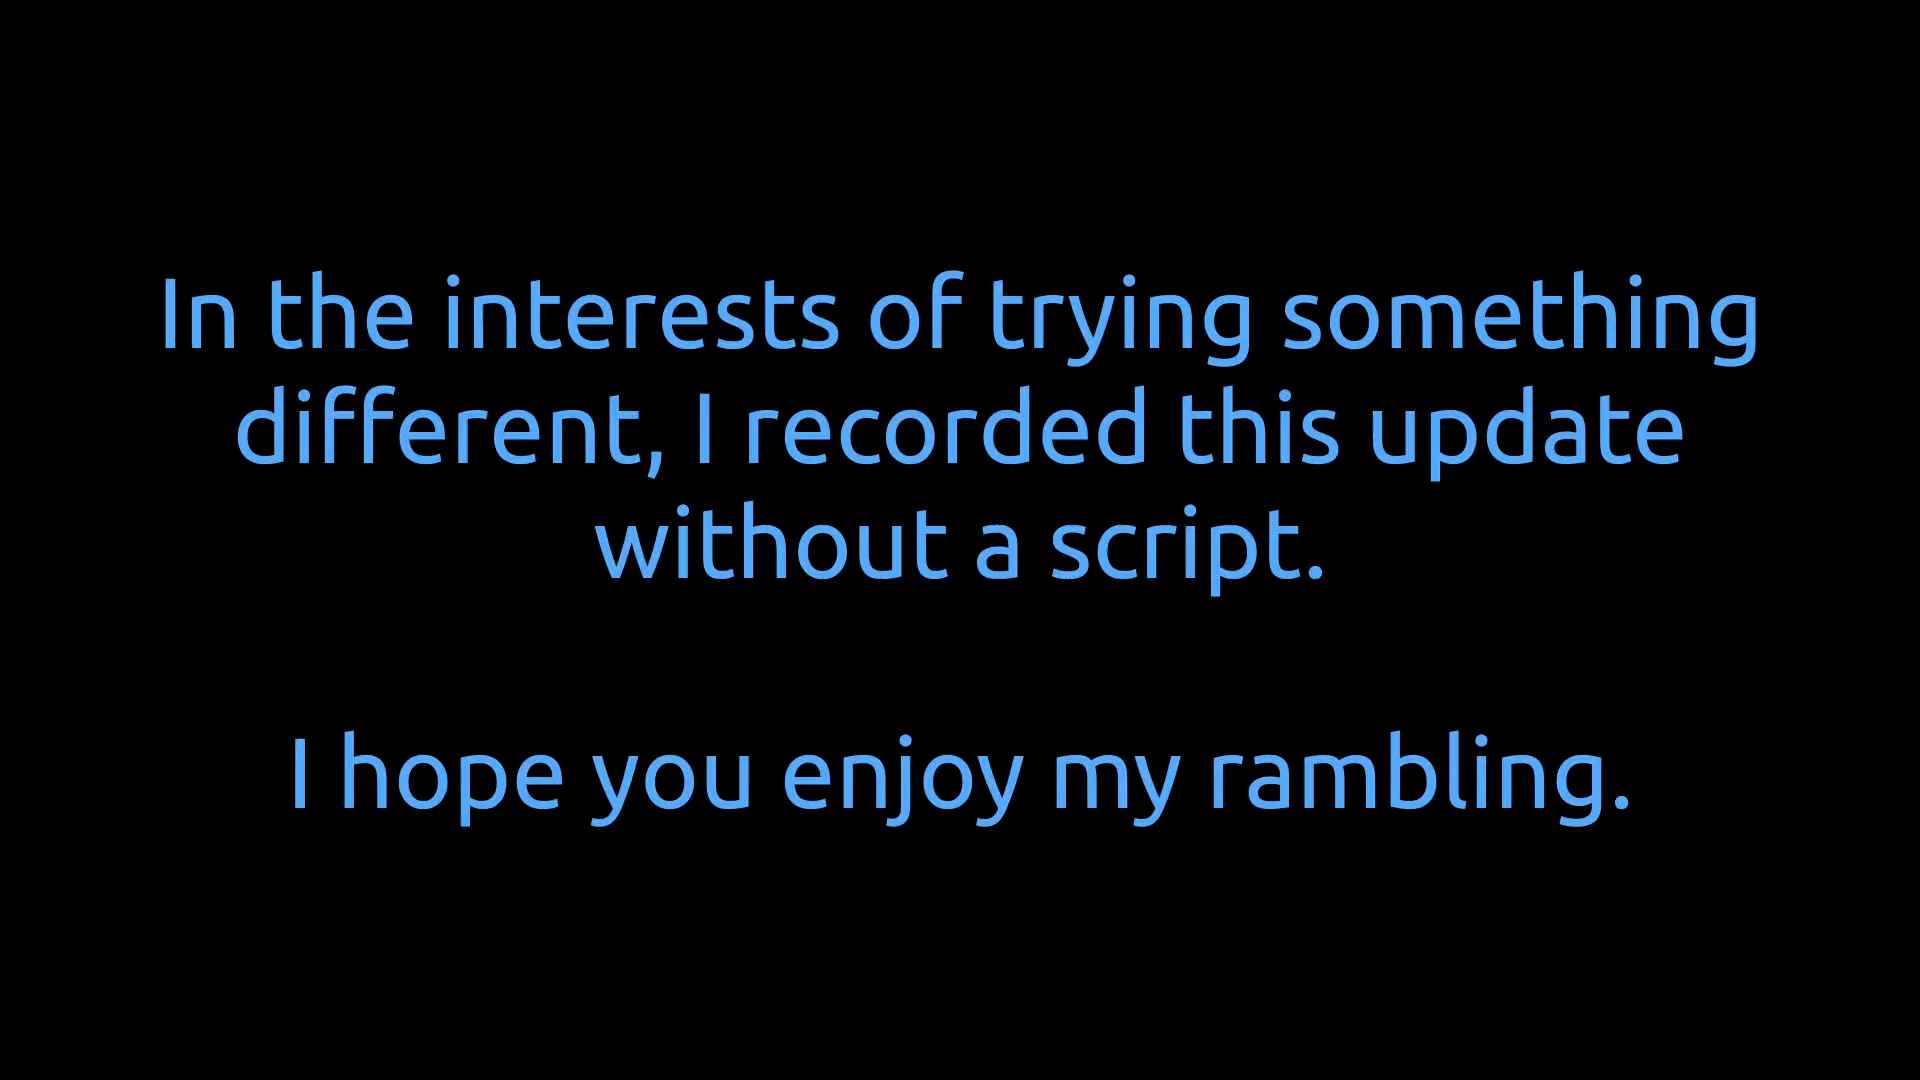 In the interests of trying something
different, I recorded this update
without a script.
I hope you enjoy my rambling.